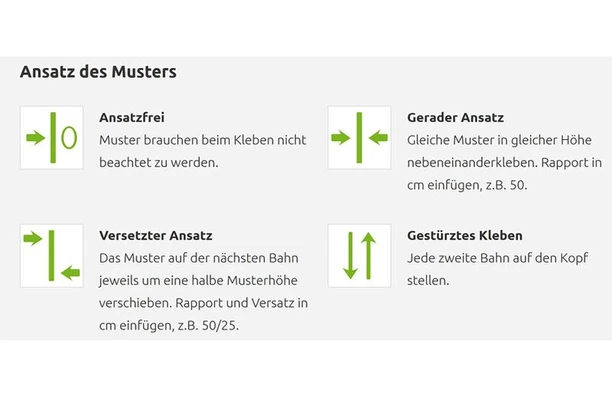 Ansatz des Musters
Ansatzfrei
Muster brauchen beim Kleben nicht
beachtet zu werden.
Gerader Ansatz
Gleiche Muster in gleicher Höhe
nebeneinanderkleben. Rapport in
cm einfügen, z.B. 50.
Versetzter Ansatz
Das Muster auf der nächsten Bahn
jeweils um eine halbe Musterhöhe
verschieben. Rapport und Versatz in
cm einfügen, z.B. 50/25.
Gestürztes Kleben
Jede zweite Bahn auf den Kopf
stellen.